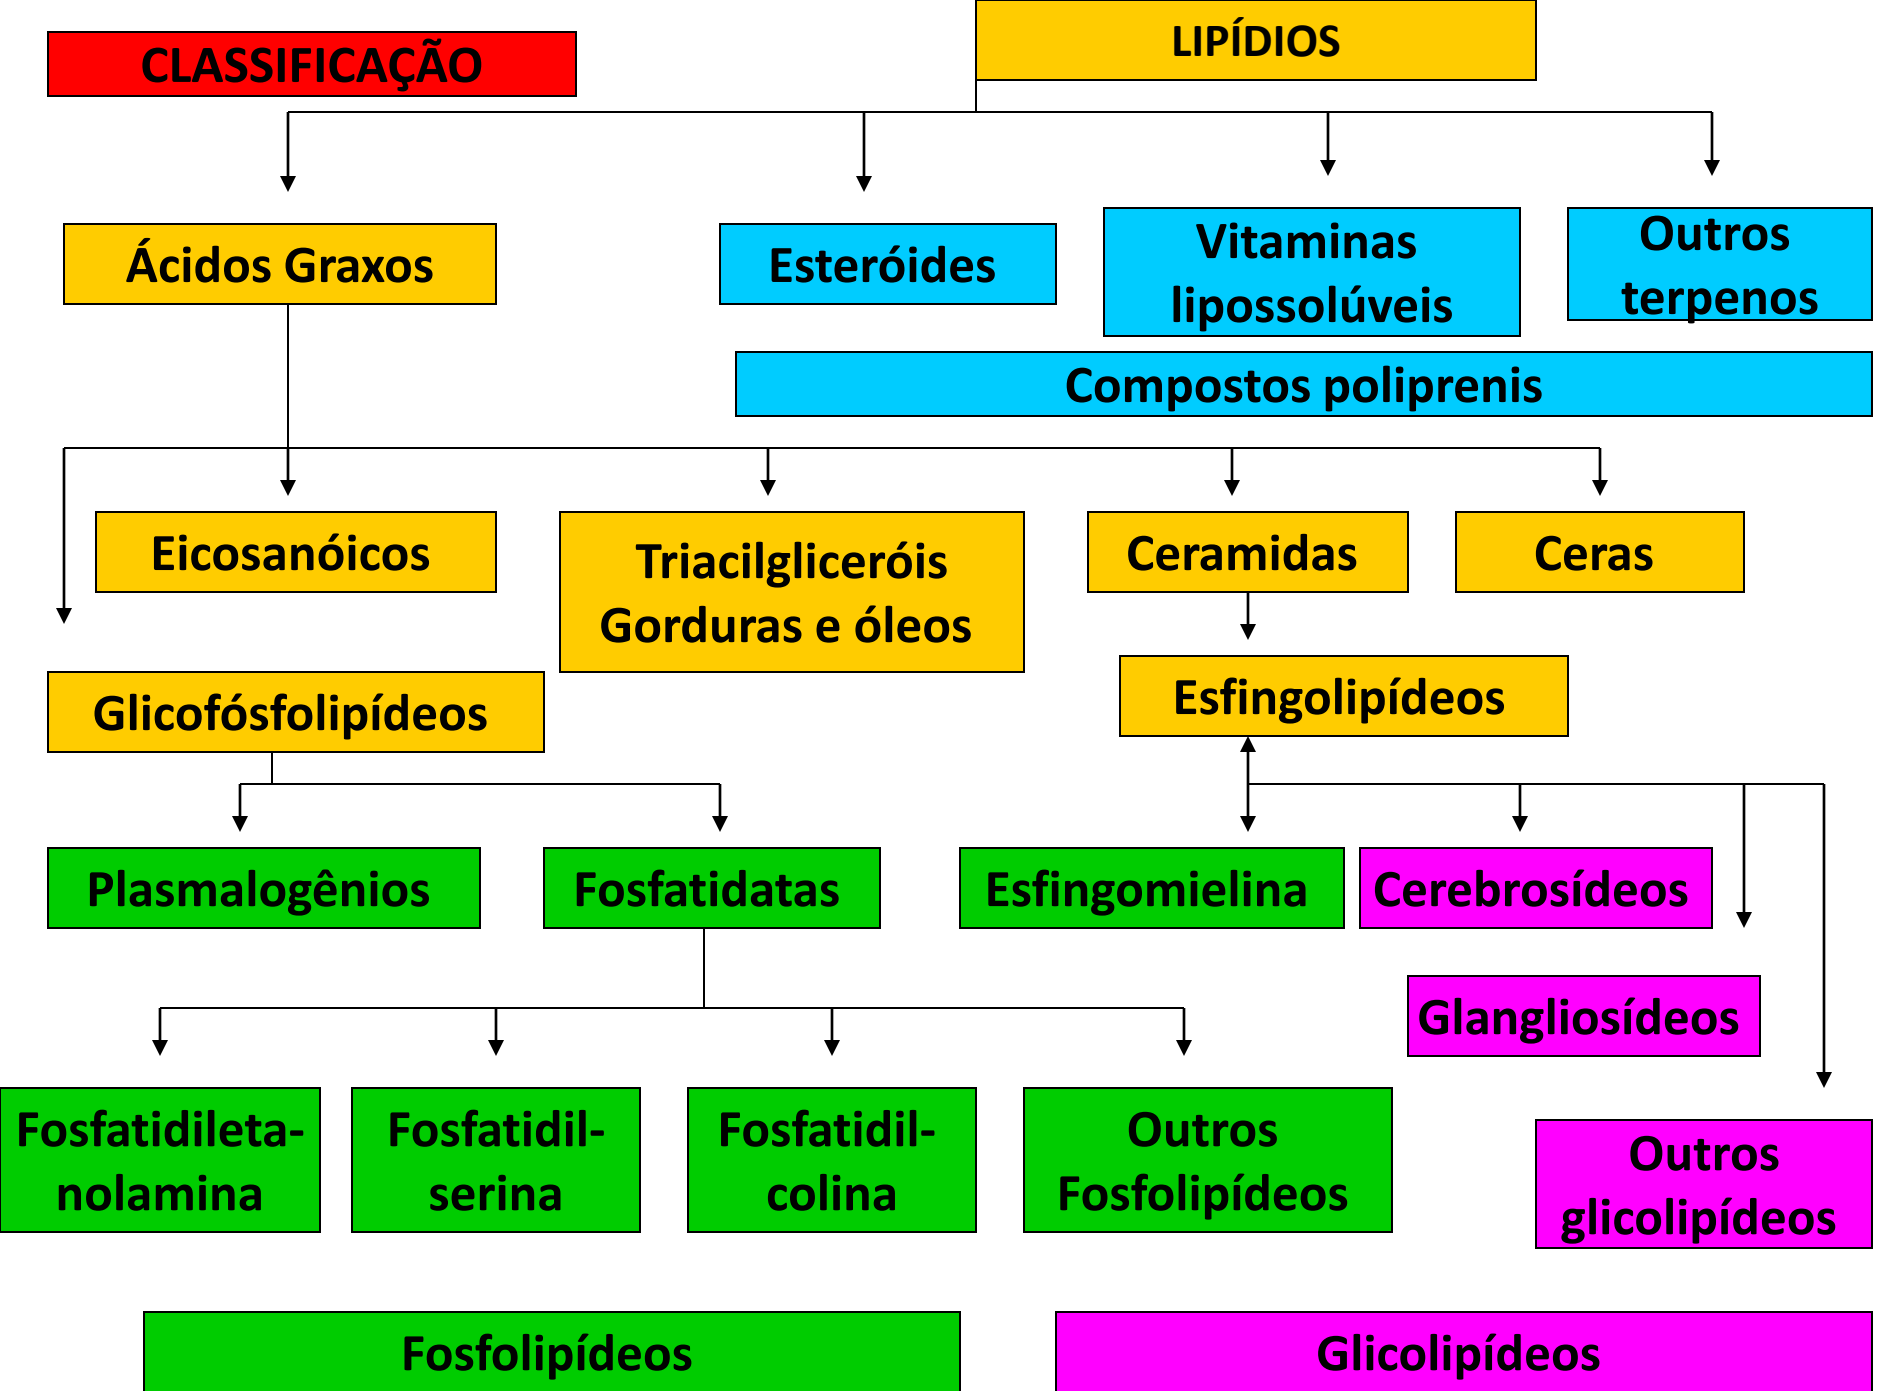 CLASSIFICAÇÃO
LIPÍDIOS
Ácidos Graxos
Esteróides
Vitaminas
lipossolúveis
Outros
terpenos
Compostos poliprenis
Eicosanóicos
Triacilgliceróis
Gorduras e óleos
Ceramidas
Ceras
Glicofósfolipídeos
Esfingolipídeos
Plasmalogênios
Fosfatidatas
Esfingomielina
Cerebrosídeos
Glangliosídeos
Fosfatidileta-
nolamina
Fosfatidil-
serina
Fosfatidil-
colina
Outros
Fosfolipídeos
Outros
glicolipídeos
Fosfolipídeos
Glicolipídeos